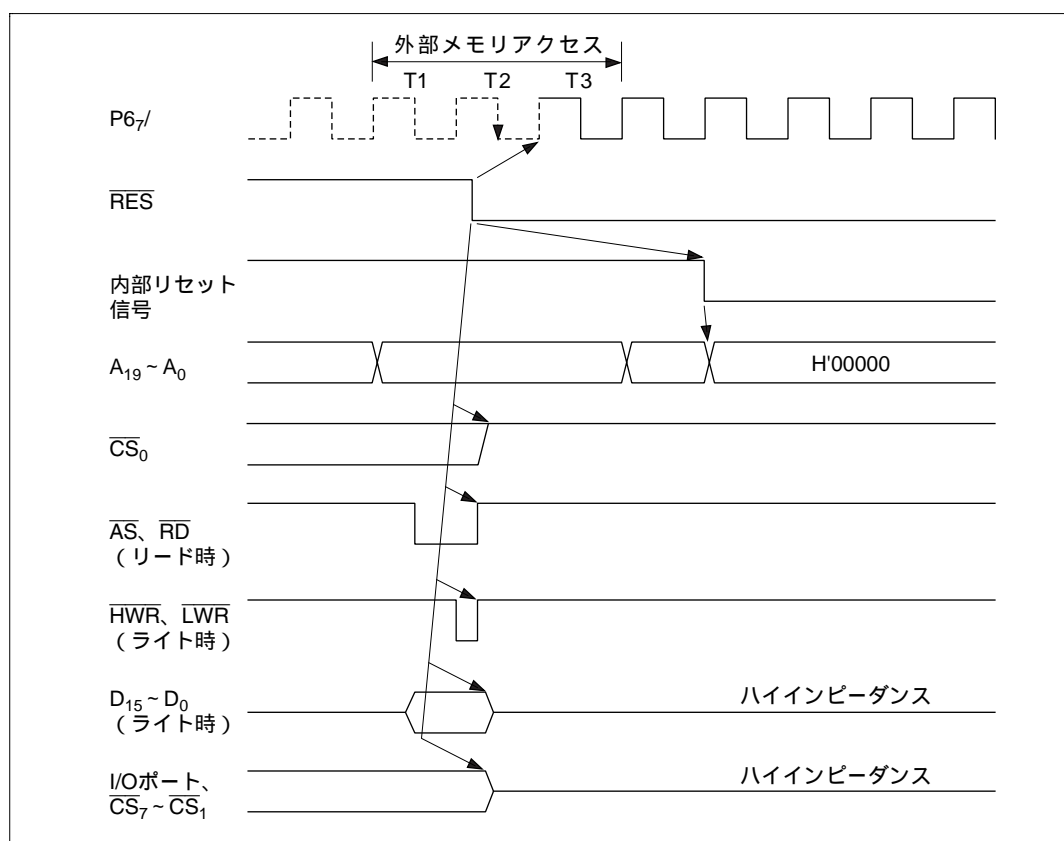 外部メモリアクセス
T1 T2 T3
P6₇/
RES
内部リセット
信号
A₁₉ ~ A₀ H'00000
CS₀
AS、RD
（リード時）
HWR、LWR
（ライト時）
D₁₅ ~ D₀ ハイインピーダンス
（ライト時）
I/Oポート、 ハイインピーダンス
CS₇ ~ CS₁